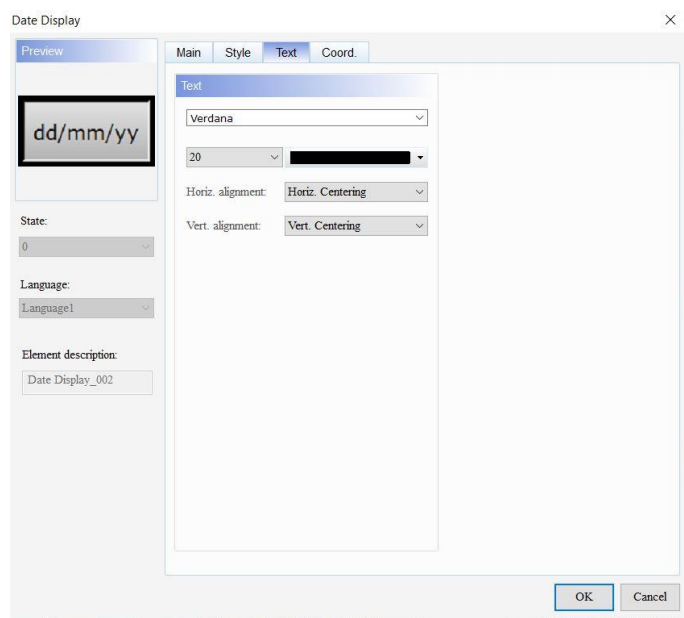 Date Display
Preview
dd/mm/yy
State:
0
Language:
Language1
Element description:
Date Display_002
Main Style Text Coord.
Text
Verdana
20
Horiz. alignment: Horiz. Centering
Vert. alignment: Vert. Centering
OK Cancel